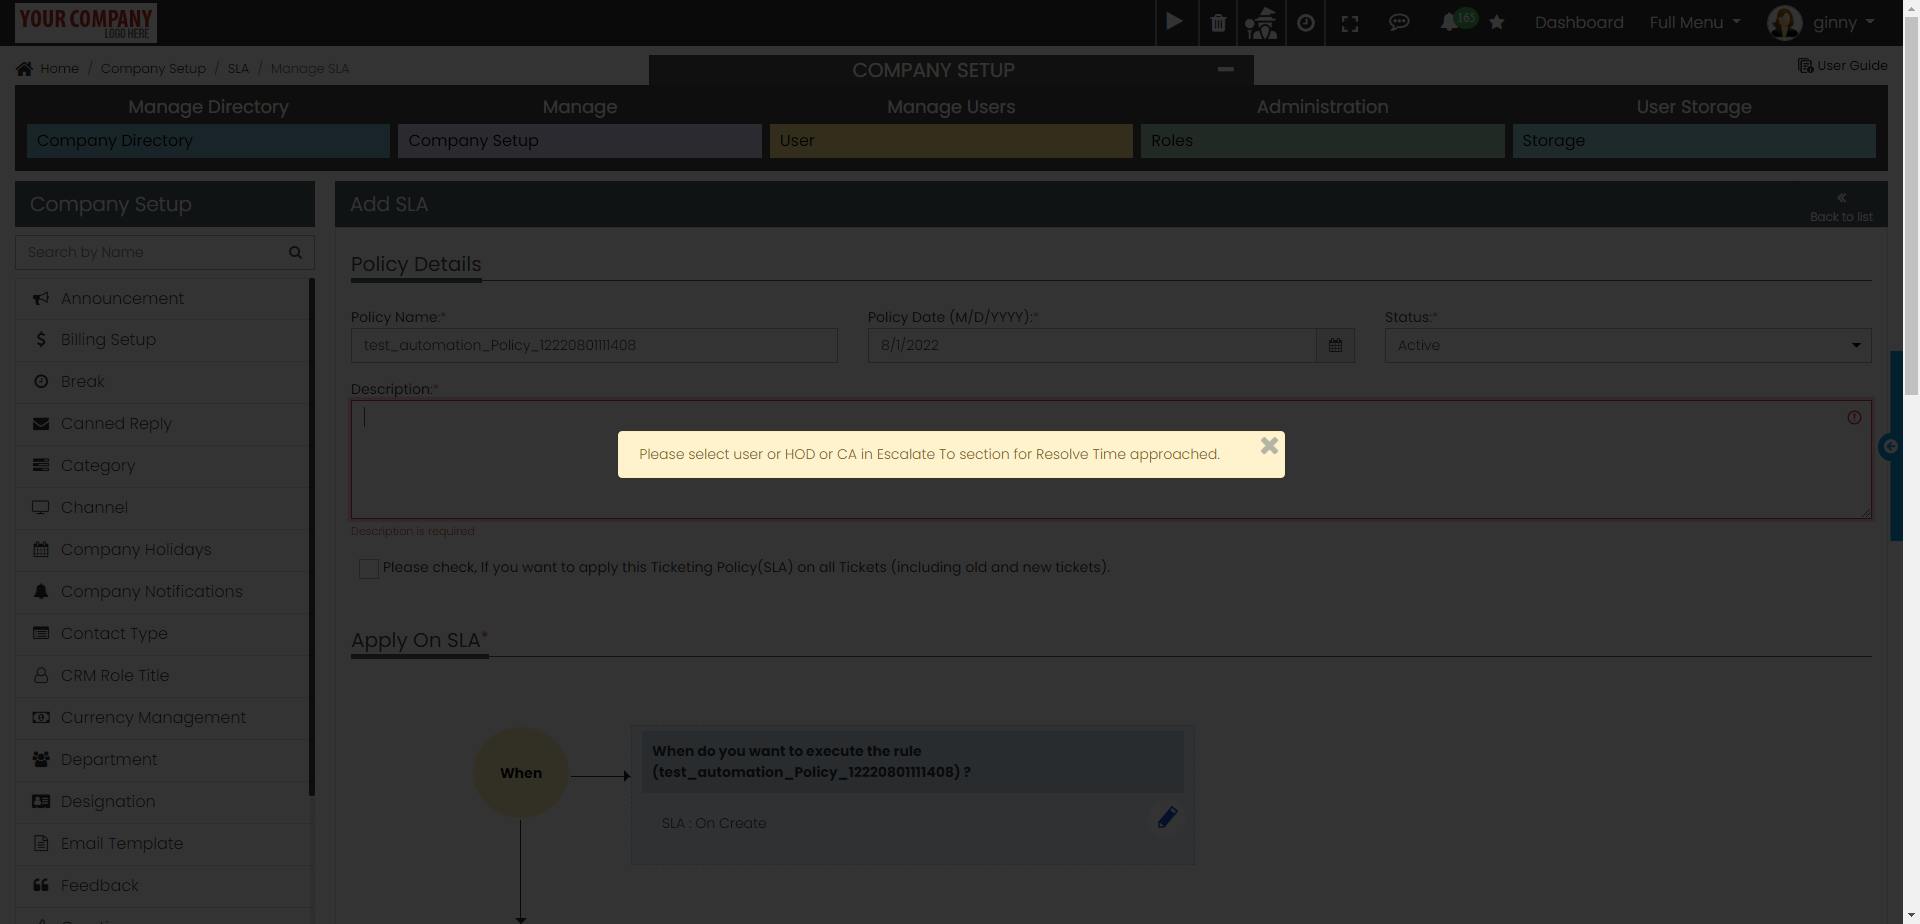 YOUR COMPANY
LOGO HERE
165
Dashboard
Full Menu
ginny
Home / Company Setup / SLA / Manage SLA
COMPANY SETUP
User Guide
Manage Directory
Manage
Manage Users
Administration
User Storage
Company Directory
Company Setup
User
Roles
Storage
Company Setup
Search by Name
Announcement
Billing Setup
Break
Canned Reply
Category
Channel
Company Holidays
Company Notifications
Contact Type
CRM Role Title
Currency Management
Department
Designation
Email Template
Feedback
Add SLA
Back to list
Policy Details
Policy Name:*
test_automation_Policy_12220801111408
Policy Date (M/D/YYYY):*
8/1/2022
Status:*
Active
Description:*
Please select user or HOD or CA in Escalate To section for Resolve Time approached.
Description is required
Please check, If you want to apply this Ticketing Policy(SLA) on all Tickets (including old and new tickets).
Apply On SLA*
When
When do you want to execute the rule
(test_automation_Policy_12220801111408) ?
SLA : On Create